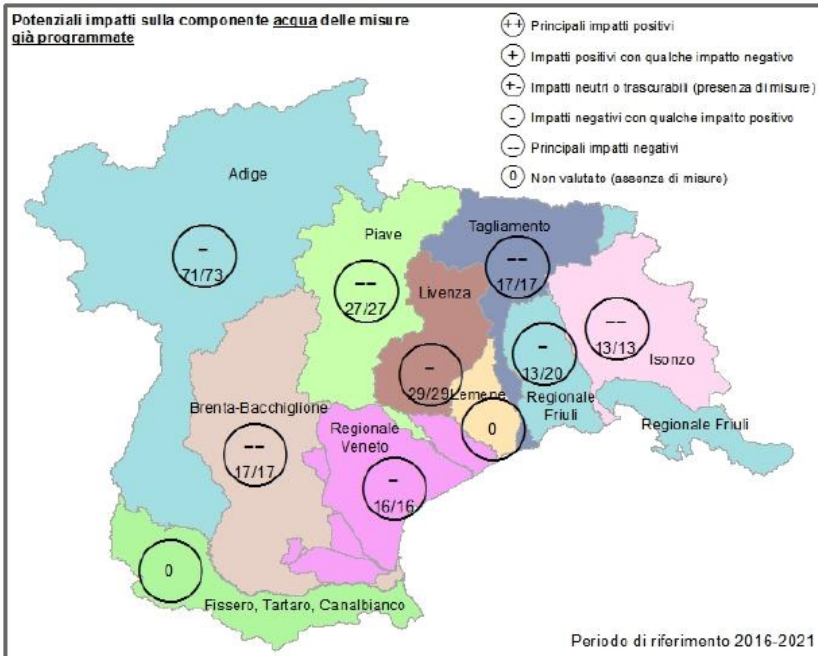 Potenziali impatti sulla componente acqua delle misure
già programmate
++ Principali impatti positivi
+ Impatti positivi con qualche impatto negativo
+- Impatti neutri o trascurabili (presenza di misure)
- Impatti negativi con qualche impatto positivo
-- Principali impatti negativi
0 Non valutato (assenza di misure)
Adige
-
71/73
Piave
--
27/27
Tagliamento
--
17/17
Livenza
-
29/29
Lemene
0
-
13/20
Regionale
Friuli
--
13/13
Isonzo
Regionale Friuli
Brenta-Bacchiglione
--
17/17
Regionale
Veneto
-
16/16
0
Fissero, Tartaro, Canalbianco
Periodo di riferimento 2016-2021